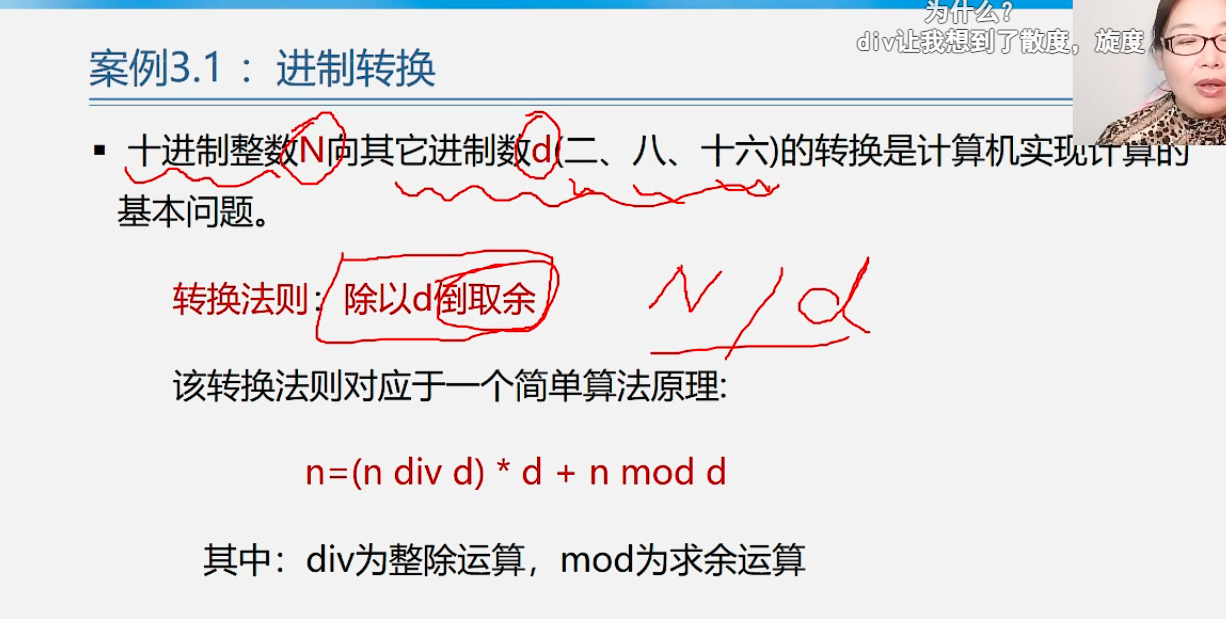 为什么？
div让我想到了散度，旋度
案例3.1 ：进制转换
▪ 十进制整数N向其它进制数d(二、八、十六)的转换是计算机实现计算的
基本问题。
转换法则：除以d倒取余
N/d
该转换法则对应于一个简单算法原理:
n=(n div d) * d + n mod d
其中：div为整除运算，mod为求余运算